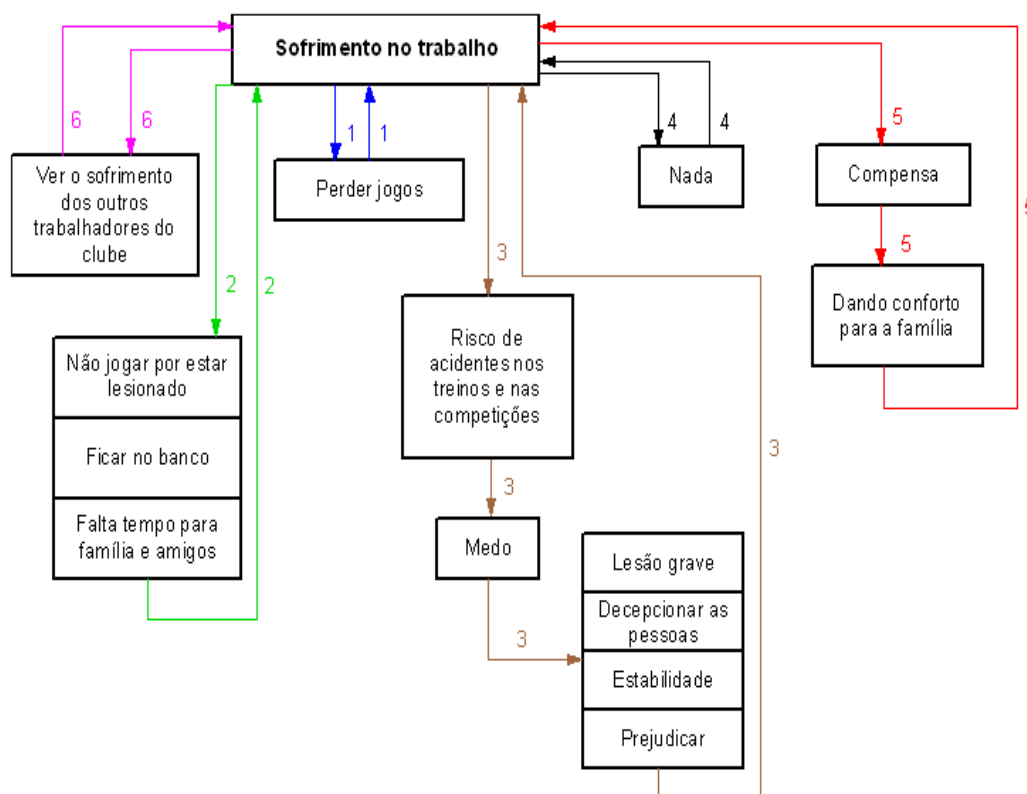 Sofrimento no trabalho
6
6
1
1
4
4
5
Ver o sofrimento
dos outros
trabalhadores do
clube
Perder jogos
Nada
Compensa
5
5
3
2
2
Dando conforto
para a família
Risco de
acidentes nos
treinos e nas
competições
Não jogar por estar
lesionado
Ficar no banco
Falta tempo para
família e amigos
3
3
Medo
Lesão grave
Decepcionar as
pessoas
3
Estabilidade
Prejudicar